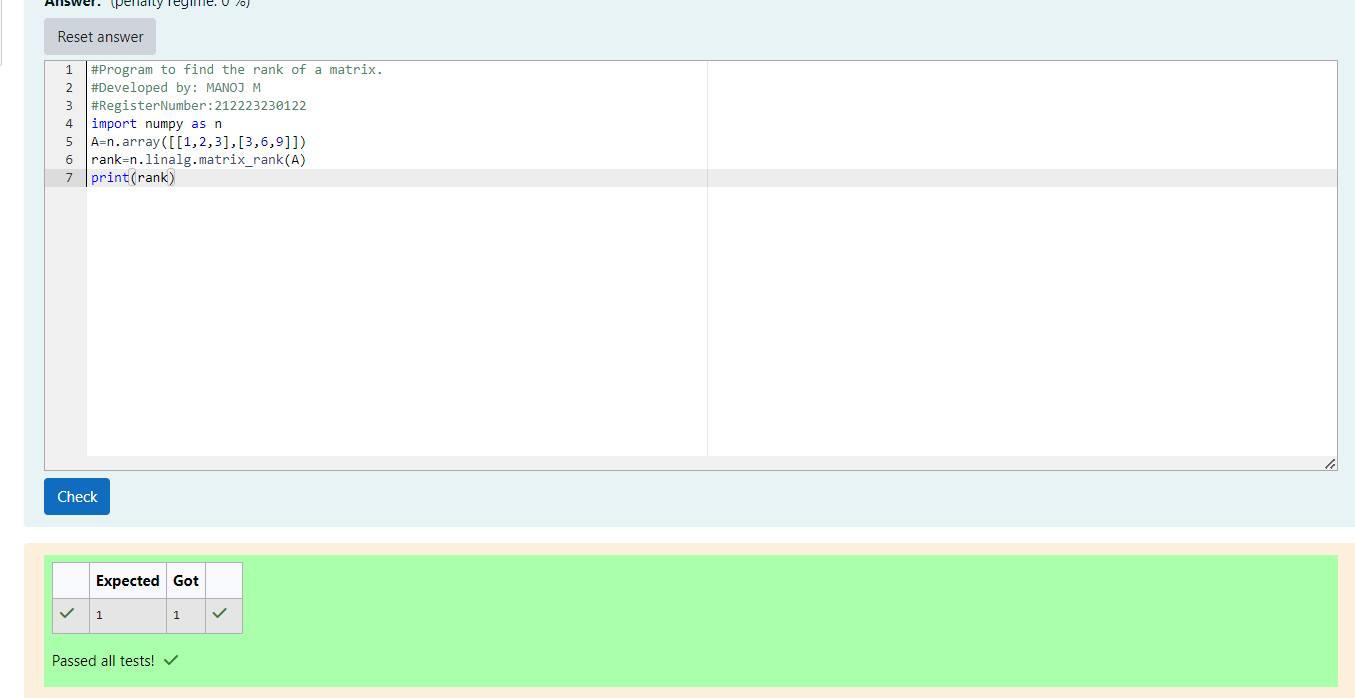 Answer: (penalty regime: 0 %)
Reset answer
1 #Program to find the rank of a matrix.
2 #Developed by: MANOJ M
3 #RegisterNumber:212223230122
4 import numpy as n
5 A=n.array([[1,2,3],[3,6,9]])
6 rank=n.linalg.matrix_rank(A)
7 print(rank)
Check
Expected Got
1 1
Passed all tests!